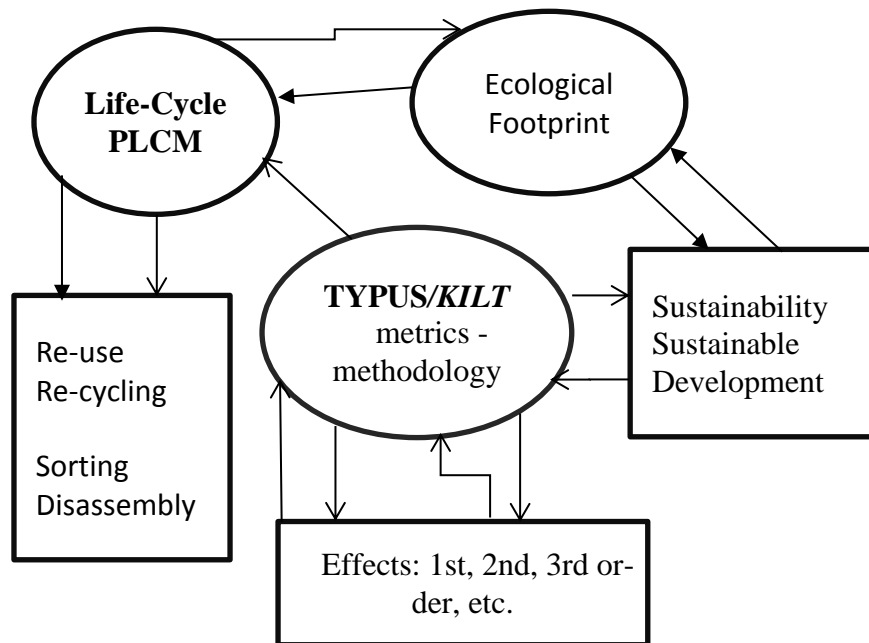 Life-Cycle
PLCM
Ecological
Footprint
TYPUS/KILT
metrics -
methodology
Sustainability
Sustainable
Development
Re-use
Re-cycling
Sorting
Disassembly
Effects: 1st, 2nd, 3rd or-
der, etc.